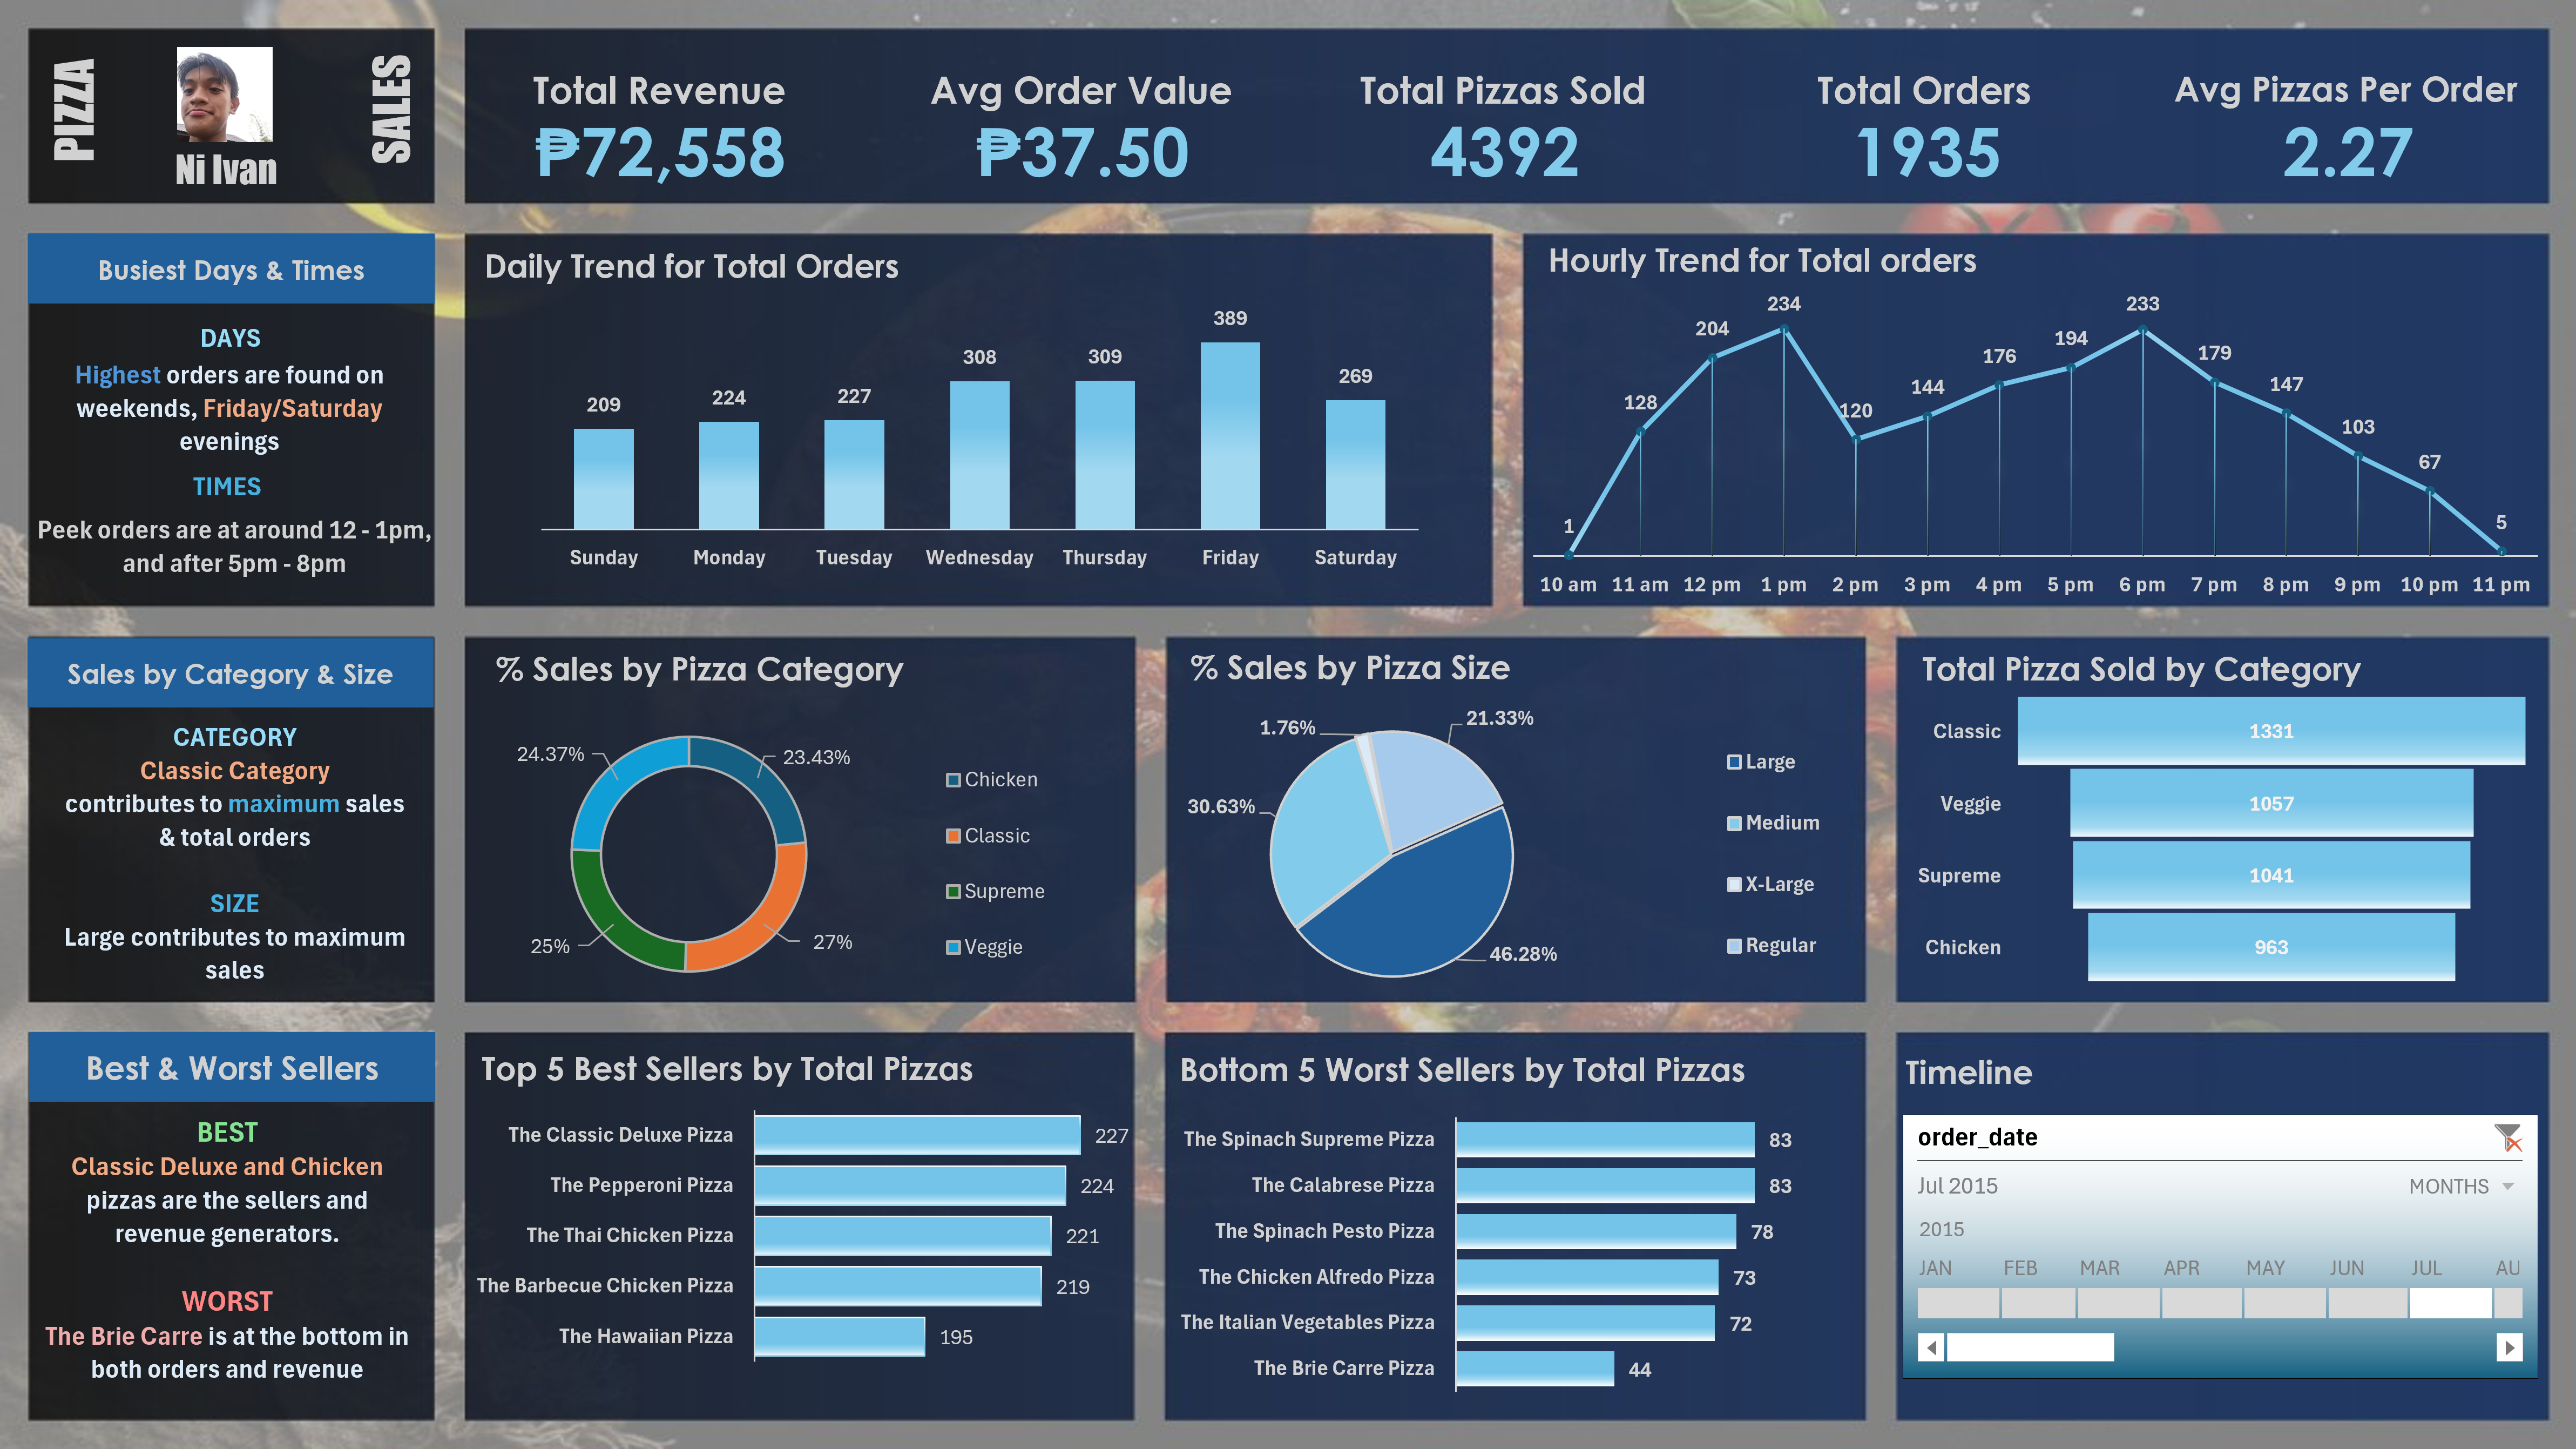 PIZZA
Ni Ivan
SALES
Total Revenue
₱72,558
Avg Order Value
₱37.50
Total Pizzas Sold
4392
Total Orders
1935
Avg Pizzas Per Order
2.27
Busiest Days & Times
DAYS
Highest orders are found on
weekends, Friday/Saturday
evenings
TIMES
Peek orders are at around 12 - 1pm,
and after 5pm - 8pm
Daily Trend for Total Orders
209
224
227
308
309
389
269
Sunday
Monday
Tuesday
Wednesday
Thursday
Friday
Saturday
Hourly Trend for Total orders
1
128
204
234
120
144
176
194
233
179
147
103
67
5
10 am
11 am
12 pm
1 pm
2 pm
3 pm
4 pm
5 pm
6 pm
7 pm
8 pm
9 pm
10 pm
11 pm
Sales by Category & Size
CATEGORY
Classic Category
contributes to maximum sales
& total orders
SIZE
Large contributes to maximum
sales
% Sales by Pizza Category
24.37%
23.43%
25%
27%
Chicken
Classic
Supreme
Veggie
% Sales by Pizza Size
1.76%
21.33%
30.63%
46.28%
Large
Medium
X-Large
Regular
Total Pizza Sold by Category
Classic
1331
Veggie
1057
Supreme
1041
Chicken
963
Best & Worst Sellers
BEST
Classic Deluxe and Chicken
pizzas are the sellers and
revenue generators.
WORST
The Brie Carre is at the bottom in
both orders and revenue
Top 5 Best Sellers by Total Pizzas
The Classic Deluxe Pizza
227
The Pepperoni Pizza
224
The Thai Chicken Pizza
221
The Barbecue Chicken Pizza
219
The Hawaiian Pizza
195
Bottom 5 Worst Sellers by Total Pizzas
The Spinach Supreme Pizza
83
The Calabrese Pizza
83
The Spinach Pesto Pizza
78
The Chicken Alfredo Pizza
73
The Italian Vegetables Pizza
72
The Brie Carre Pizza
44
Timeline
order_date
Jul 2015
MONTHS
2015
JAN
FEB
MAR
APR
MAY
JUN
JUL
AU